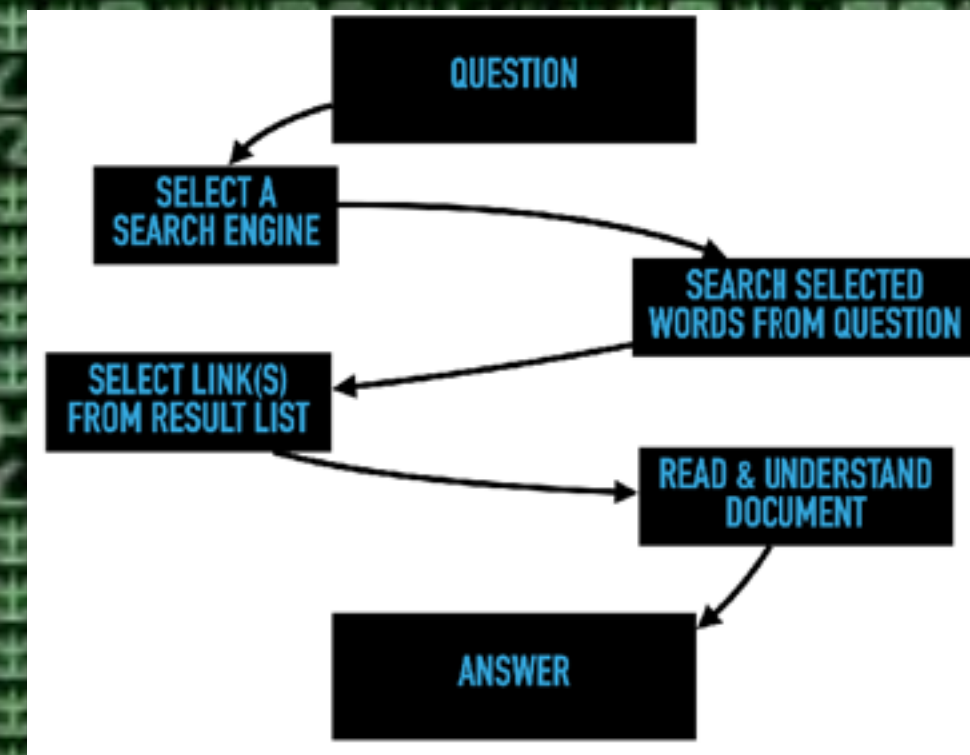 QUESTION
SELECT A
SEARCH ENGINE
SEARCH SELECTED
WORDS FROM QUESTION
SELECT LINK(S)
FROM RESULT LIST
READ & UNDERSTAND
DOCUMENT
ANSWER